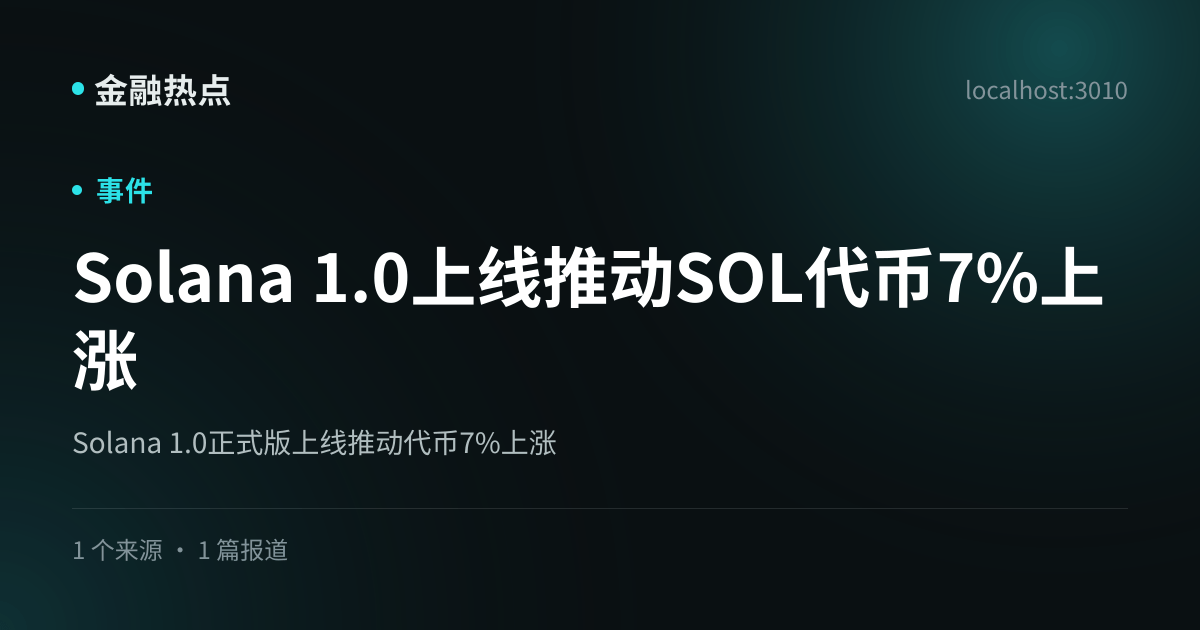 金融热点
localhost:3010
事件
Solana 1.0上线推动SOL代币7%上
涨
Solana 1.0正式版上线推动代币7%上涨
1 个来源 · 1 篇报道